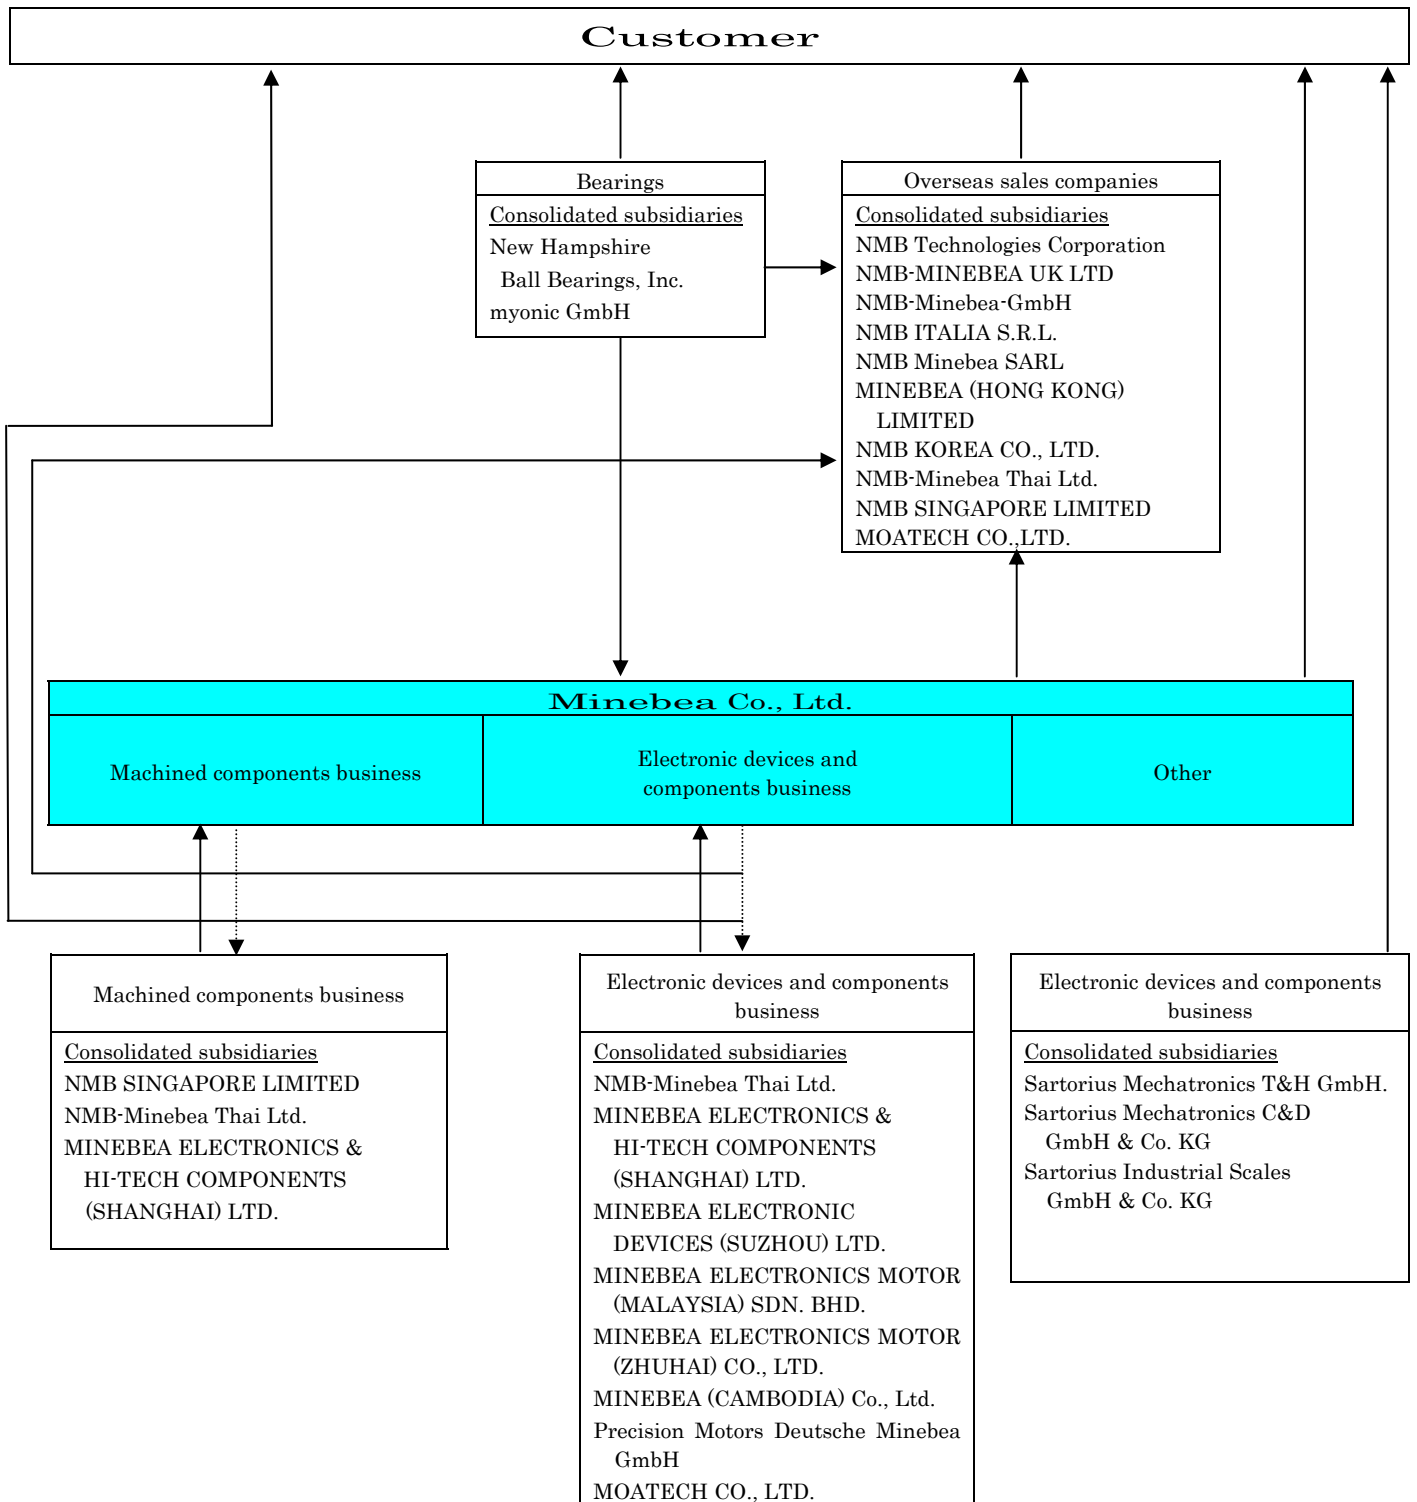 Customer
Bearings
Consolidated subsidiaries
New Hampshire
Ball Bearings, Inc.
myonic GmbH
Overseas sales companies
Consolidated subsidiaries
NMB Technologies Corporation
NMB-MINEBEA UK LTD
NMB-Minebea-GmbH
NMB ITALIA S.R.L.
NMB Minebea SARL
MINEBEA (HONG KONG)
LIMITED
NMB KOREA CO., LTD.
NMB-Minebea Thai Ltd.
NMB SINGAPORE LIMITED
MOATECH CO.,LTD.
Minebea Co., Ltd.
Machined components business
Electronic devices and
components business
Other
Machined components business
Consolidated subsidiaries
NMB SINGAPORE LIMITED
NMB-Minebea Thai Ltd.
MINEBEA ELECTRONICS &
HI-TECH COMPONENTS
(SHANGHAI) LTD.
Electronic devices and components
business
Consolidated subsidiaries
NMB-Minebea Thai Ltd.
MINEBEA ELECTRONICS &
HI-TECH COMPONENTS
(SHANGHAI) LTD.
MINEBEA ELECTRONIC
DEVICES (SUZHOU) LTD.
MINEBEA ELECTRONICS MOTOR
(MALAYSIA) SDN. BHD.
MINEBEA ELECTRONICS MOTOR
(ZHUHAI) CO., LTD.
MINEBEA (CAMBODIA) Co., Ltd.
Precision Motors Deutsche Minebea
GmbH
MOATECH CO., LTD.
Electronic devices and components
business
Consolidated subsidiaries
Sartorius Mechatronics T&H GmbH.
Sartorius Mechatronics C&D
GmbH & Co. KG
Sartorius Industrial Scales
GmbH & Co. KG